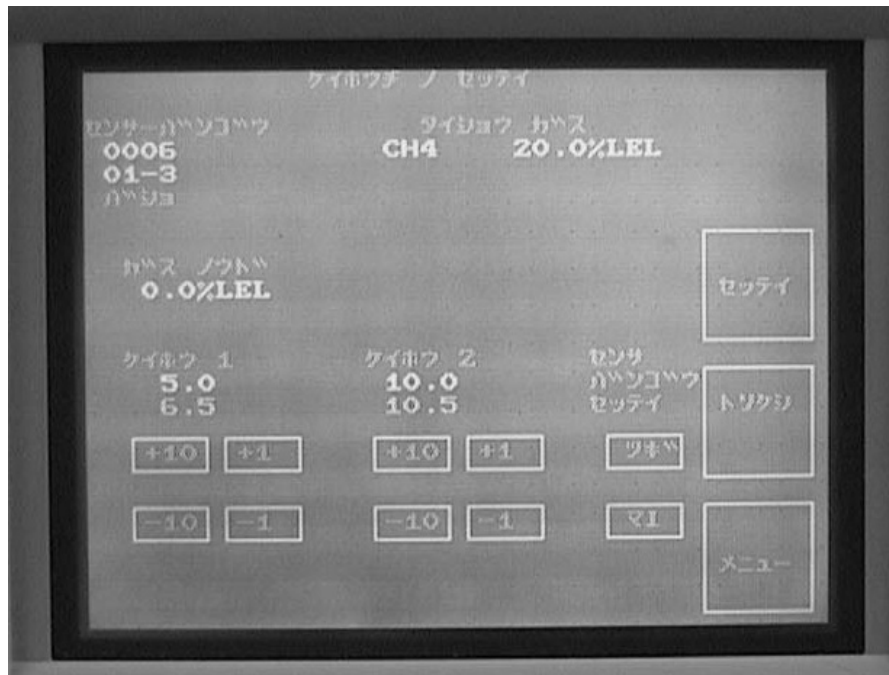 ケイホウチ ノ セッテイ
センサーバンゴウ
タイショウ ガス
0006
CH4 20.0%LEL
01-3
バショ
ガス ノウド
0.0%LEL
セッテイ
ケイホウ 1
ケイホウ 2
センサ
バンゴウ
セッテイ
5.0
10.0
6.5
10.5
トリケシ
+10 +1
+10 +1
ツギ
-10 -1
-10 -1
マエ
メニュー